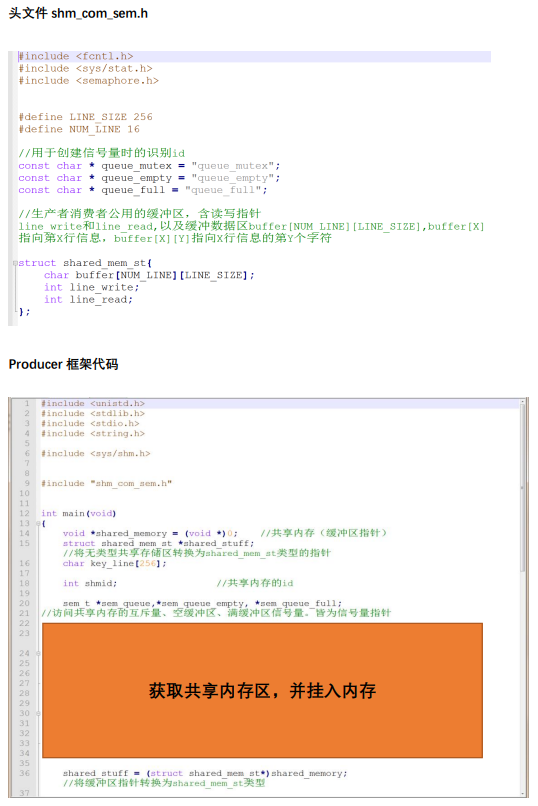 头文件 shm_com_sem.h
#include <fcntl.h>
#include <sys/stat.h>
#include <semaphore.h>
#define LINE_SIZE 256
#define NUM_LINE 16
//用于创建信号量时的识别id
const char * queue_mutex = "queue_mutex";
const char * queue_empty = "queue_empty";
const char * queue_full = "queue_full";
//生产者消费者公用的缓冲区，含读写指针
line_write和line_read,以及缓冲数据区buffer[NUM_LINE][LINE_SIZE],buffer[X]
指向第X行信息，buffer[X][Y]指向X行信息的第Y个字符
struct shared_mem_st{
char buffer[NUM_LINE][LINE_SIZE];
int line_write;
int line_read;
};
Producer 框架代码
1 #include <unistd.h>
2 #include <stdlib.h>
3 #include <stdio.h>
4 #include <string.h>
5
6 #include <sys/shm.h>
7
8
9 #include "shm_com_sem.h"
10
11
12 int main(void)
13 {
14 void *shared_memory = (void *)0; //共享内存（缓冲区指针）
15 struct shared_mem_st *shared_stuff;
//将无类型共享存储区转换为shared_mem_st类型的指针
16 char key_line[256];
17
18 int shmid; //共享内存的id
19
20 sem_t *sem_queue,*sem_queue_empty, *sem_queue_full;
21 //访问共享内存的互斥量、空缓冲区、满缓冲区信号量。皆为信号量指针
22
23
24
25
26
27
获取共享内存区，并挂入内存
28
29
30
31
32
33
34
35
36 shared_stuff = (struct shared_mem_st*)shared_memory;
//将缓冲区指针转换为shared_mem_st类型
37